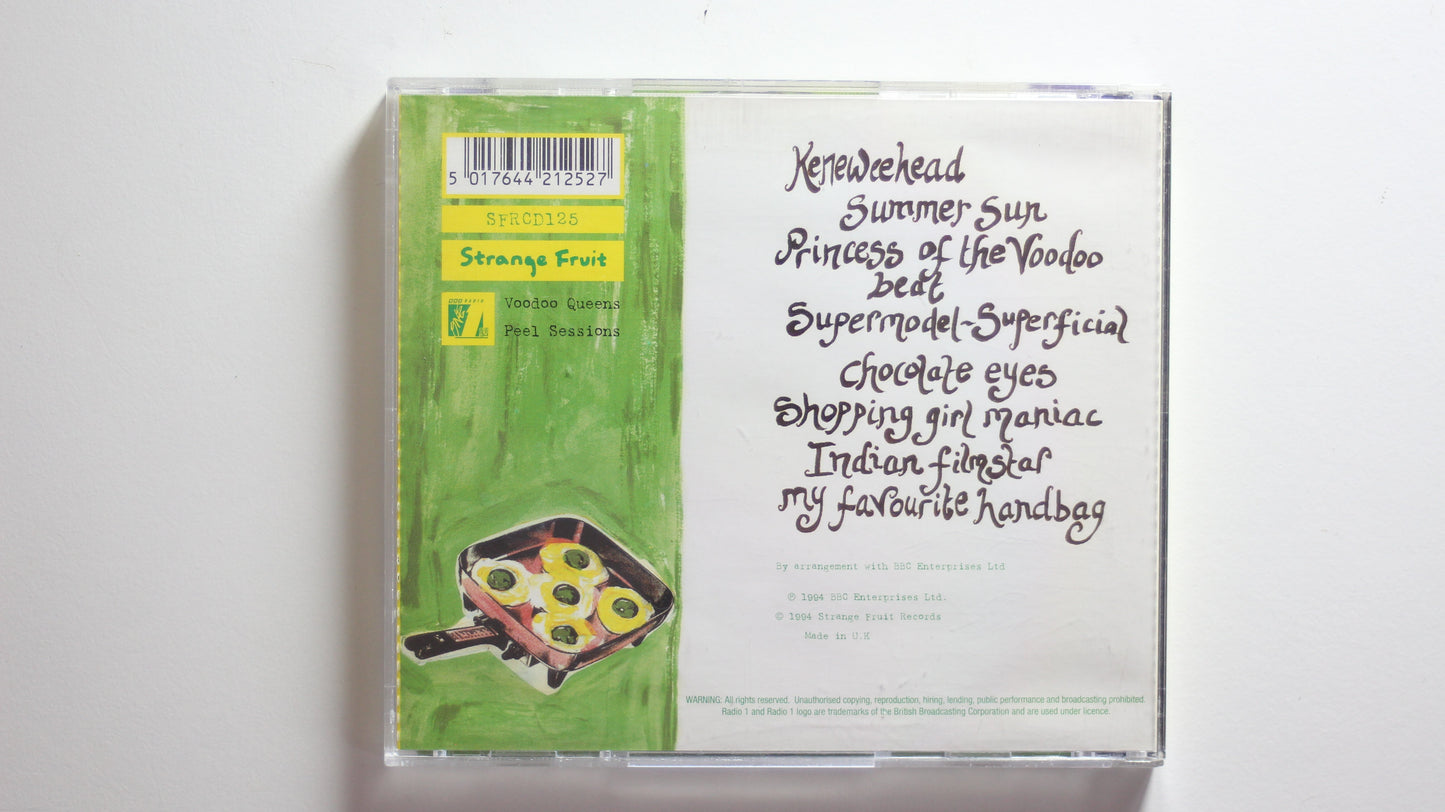 5 017644 212527
SFRCD125
Strange Fruit
BBC RADIO
Voodoo Queens
Peel Sessions
Keneweehead
Summer Sun
Princess of the Voodoo
beat
Supermodel-Superficial
chocolate eyes
Shopping girl maniac
Indian filmstar
my favourite handbag
By arrangement with BBC Enterprises Ltd
℗ 1994 BBC Enterprises Ltd.
© 1994 Strange Fruit Records
Made in U.K
WARNING: All rights reserved. Unauthorised copying, reproduction, hiring, lending, public performance and broadcasting prohibited.
Radio 1 and Radio 1 logo are trademarks of the British Broadcasting Corporation and are used under licence.